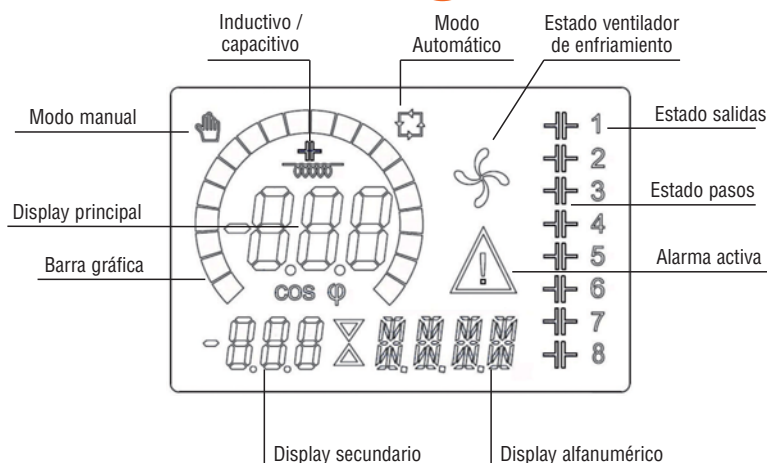 Inductivo /
capacitivo
Modo
Automático
Estado ventilador
de enfriamiento
Modo manual
Estado salidas
1
2
3
4
5
6
7
8
Estado pasos
Display principal
Barra gráfica
Alarma activa
cos φ
Display secundario
Display alfanumérico